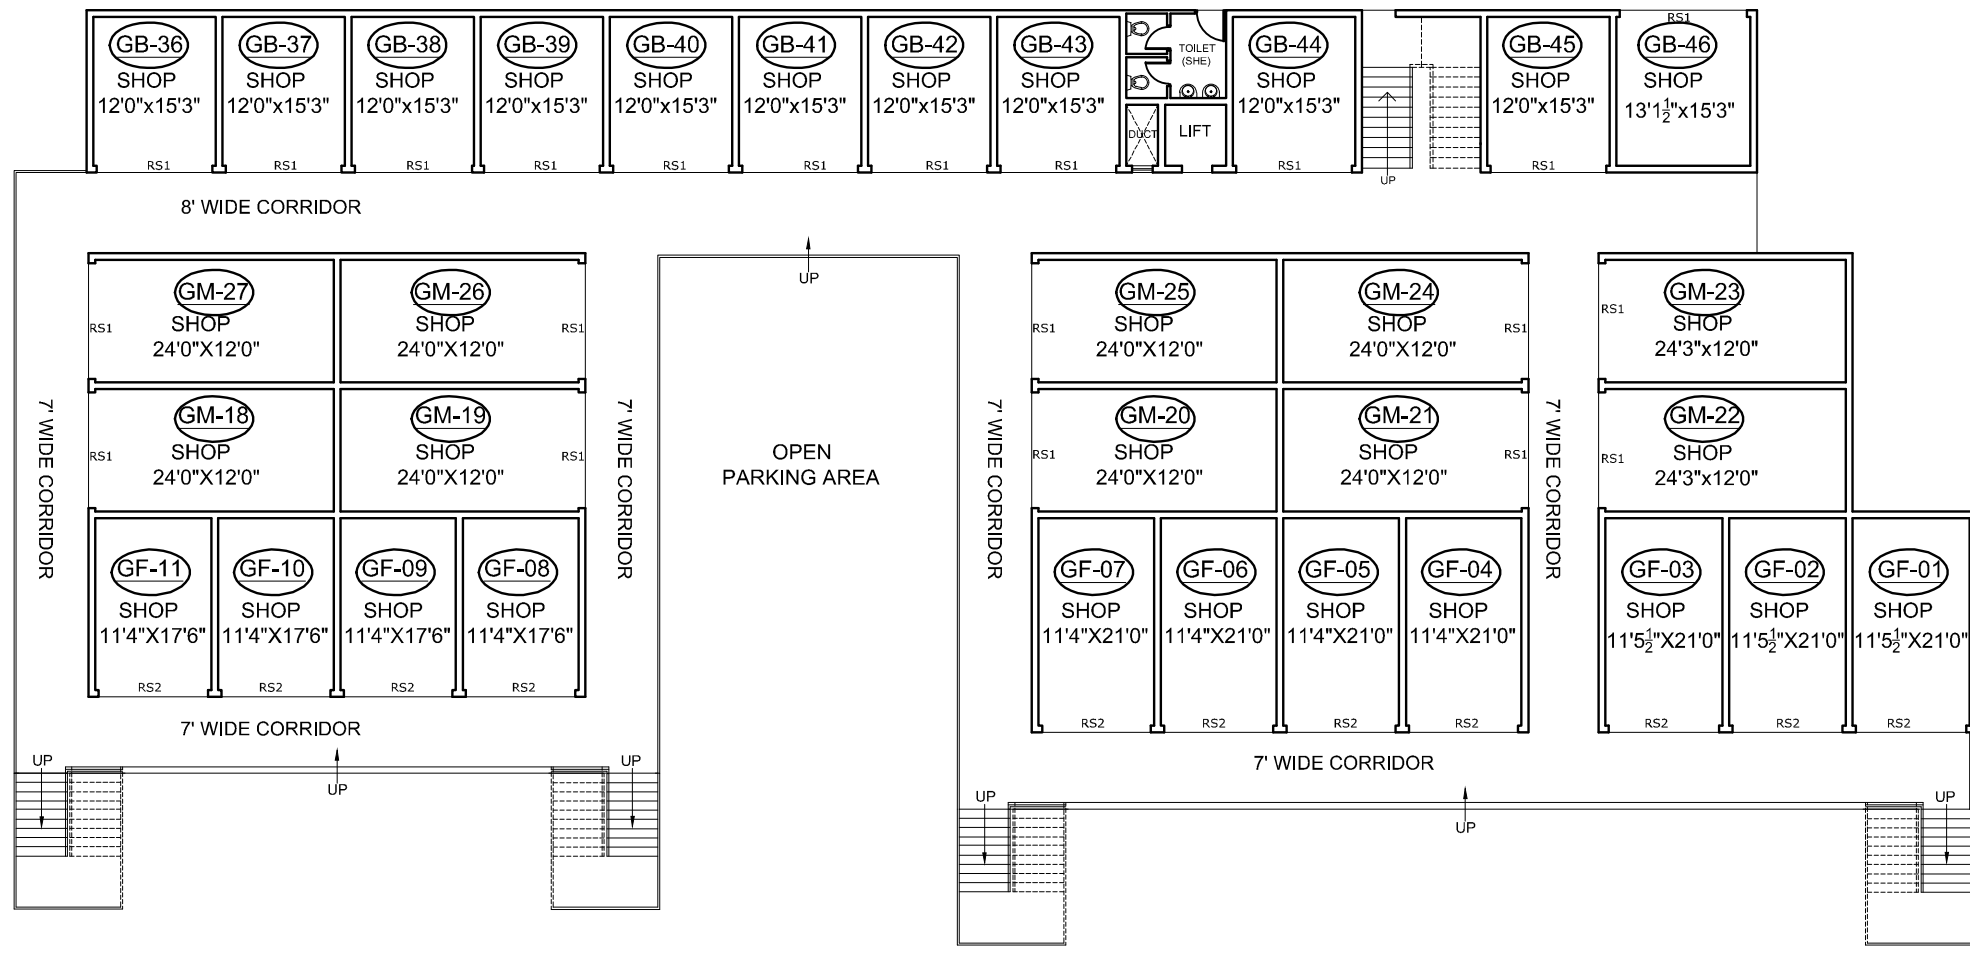 GB-36
SHOP
12'0"x15'3"
RS1
GB-37
SHOP
12'0"x15'3"
RS1
GB-38
SHOP
12'0"x15'3"
RS1
GB-39
SHOP
12'0"x15'3"
RS1
GB-40
SHOP
12'0"x15'3"
RS1
GB-41
SHOP
12'0"x15'3"
RS1
GB-42
SHOP
12'0"x15'3"
RS1
GB-43
SHOP
12'0"x15'3"
RS1
TOILET
(SHE)
DUCT
LIFT
GB-44
SHOP
12'0"x15'3"
RS1
UP
GB-45
SHOP
12'0"x15'3"
RS1
RS1
GB-46
SHOP
13'1½"x15'3"
8' WIDE CORRIDOR
UP
GM-27
SHOP
24'0"X12'0"
RS1
GM-26
SHOP
24'0"X12'0"
RS1
GM-25
SHOP
24'0"X12'0"
RS1
GM-24
SHOP
24'0"X12'0"
RS1
GM-23
SHOP
24'3"x12'0"
RS1
7' WIDE CORRIDOR
GM-18
SHOP
24'0"X12'0"
RS1
GM-19
SHOP
24'0"X12'0"
RS1
7' WIDE CORRIDOR
OPEN
PARKING AREA
7' WIDE CORRIDOR
GM-20
SHOP
24'0"X12'0"
RS1
GM-21
SHOP
24'0"X12'0"
RS1
7' WIDE CORRIDOR
GM-22
SHOP
24'3"x12'0"
RS1
GF-11
SHOP
11'4"X17'6"
RS2
GF-10
SHOP
11'4"X17'6"
RS2
GF-09
SHOP
11'4"X17'6"
RS2
GF-08
SHOP
11'4"X17'6"
RS2
GF-07
SHOP
11'4"X21'0"
RS2
GF-06
SHOP
11'4"X21'0"
RS2
GF-05
SHOP
11'4"X21'0"
RS2
GF-04
SHOP
11'4"X21'0"
RS2
GF-03
SHOP
11'5½"X21'0"
RS2
GF-02
SHOP
11'5½"X21'0"
RS2
GF-01
SHOP
11'5½"X21'0"
RS2
7' WIDE CORRIDOR
7' WIDE CORRIDOR
UP
UP
UP
UP
UP
UP